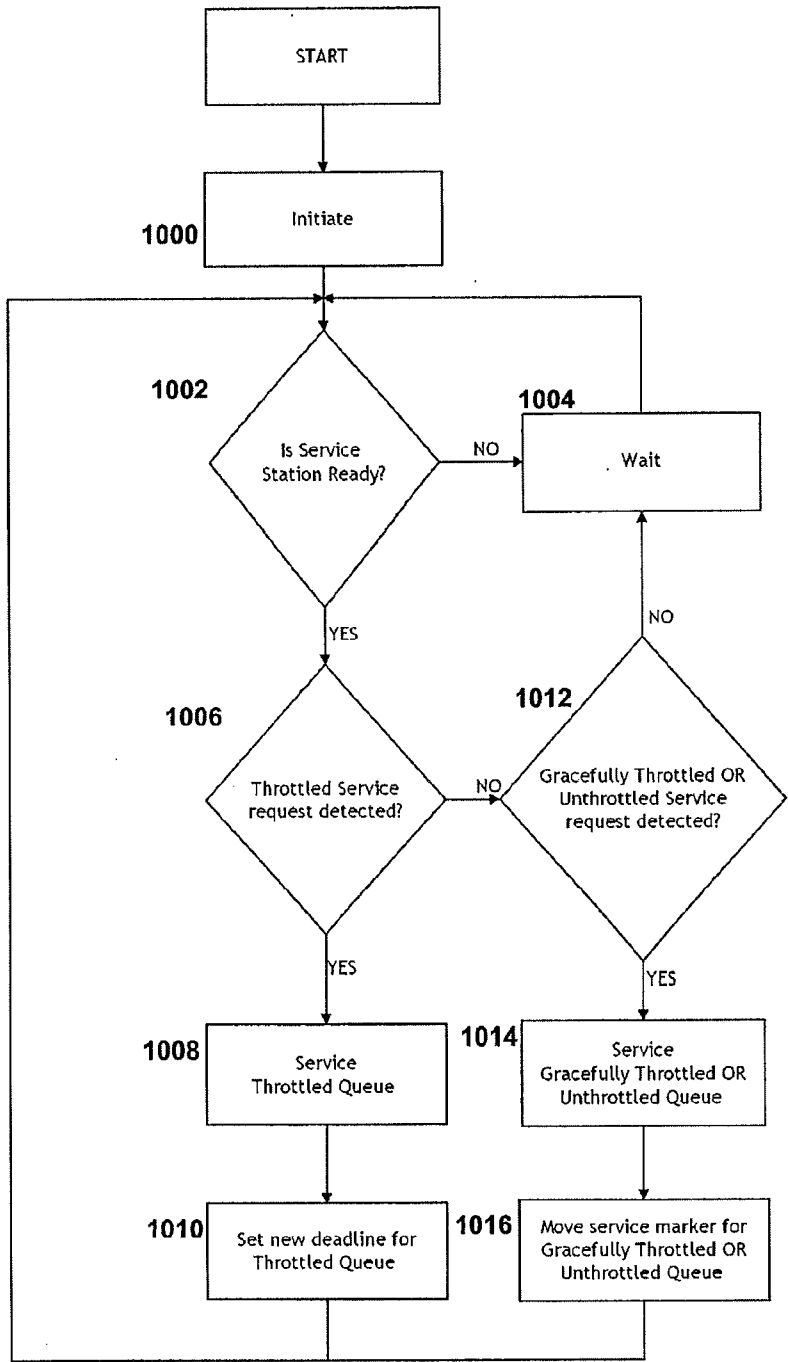 START
1000
Initiate
1002
Is Service
Station Ready?
NO
1004
Wait
YES
NO
1006
Throttled Service
request detected?
NO
1012
Gracefully Throttled OR
Unthrottled Service
request detected?
YES
YES
1008
Service
Throttled Queue
1014
Service
Gracefully Throttled OR
Unthrottled Queue
1010
Set new deadline for
Throttled Queue
1016
Move service marker for
Gracefully Throttled OR
Unthrottled Queue